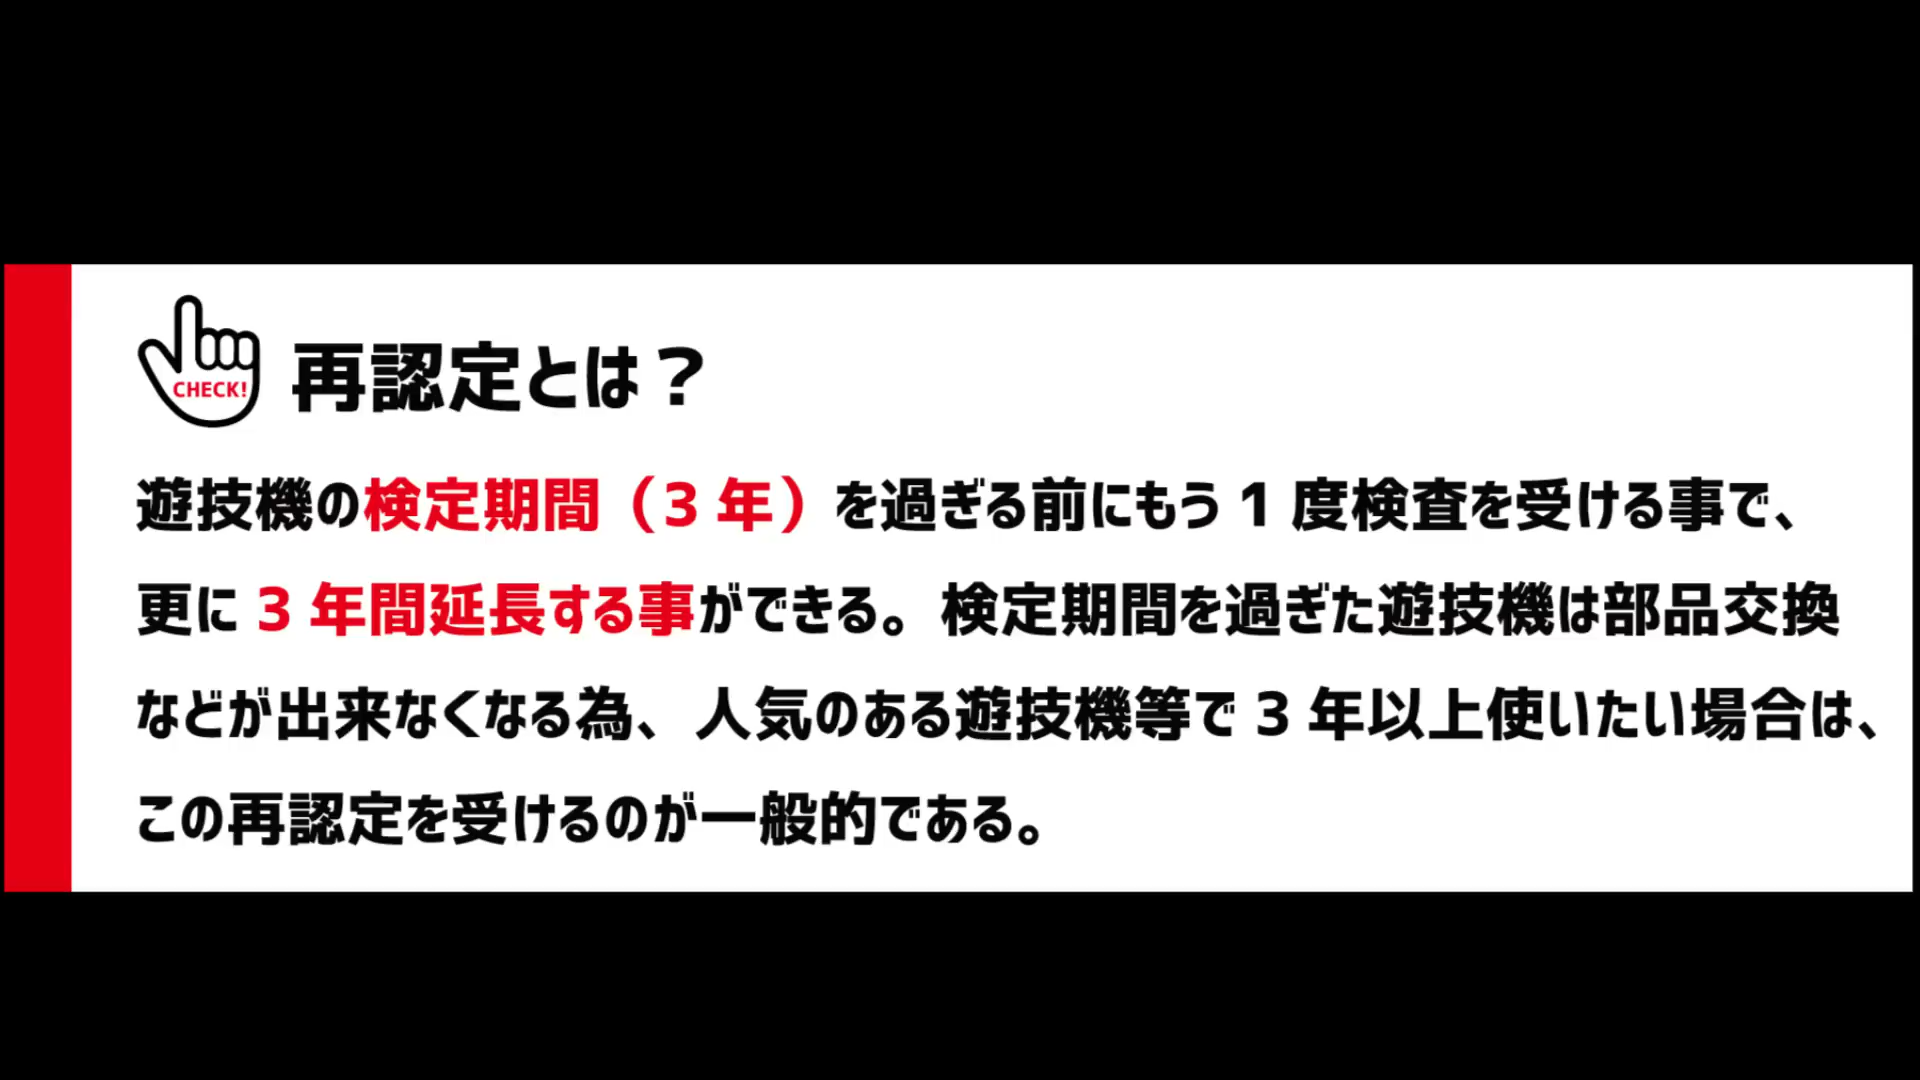 CHECK!
再認定とは？
遊技機の検定期間（3年）を過ぎる前にもう1度検査を受ける事で、
更に3年間延長する事ができる。検定期間を過ぎた遊技機は部品交換
などが出来なくなる為、人気のある遊技機等で3年以上使いたい場合は、
この再認定を受けるのが一般的である。